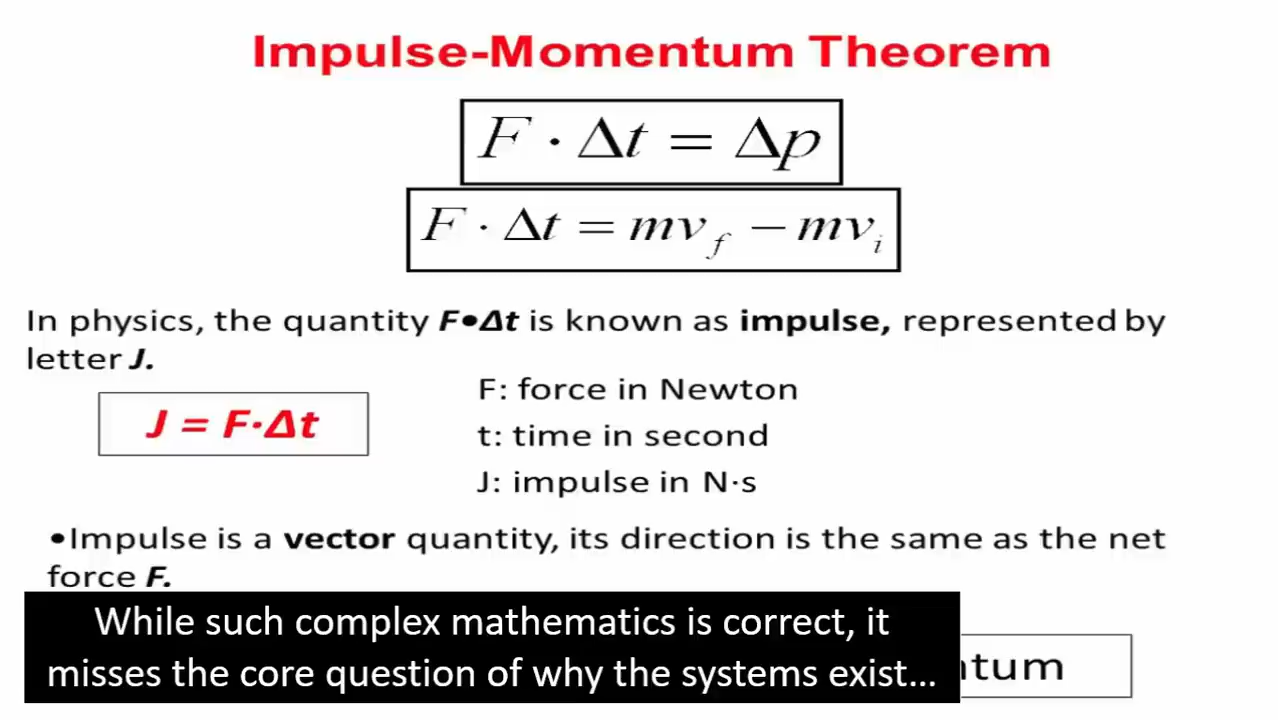 Impulse-Momentum Theorem
F · Δt = Δp
F · Δt = mv_f − mv_i
In physics, the quantity F•Δt is known as impulse, represented by
letter J.
J = F·Δt
F: force in Newton
t: time in second
J: impulse in N·s
•Impulse is a vector quantity, its direction is the same as the net
force F.
While such complex mathematics is correct, it
misses the core question of why the systems exist...